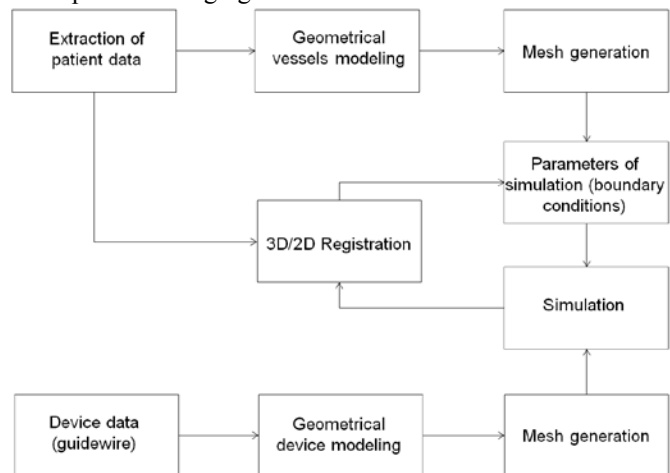 Extraction of
patient data
Geometrical
vessels modeling
Mesh generation
Parameters of
simulation (boundary
conditions)
3D/2D Registration
Simulation
Device data
(guidewire)
Geometrical
device modeling
Mesh generation